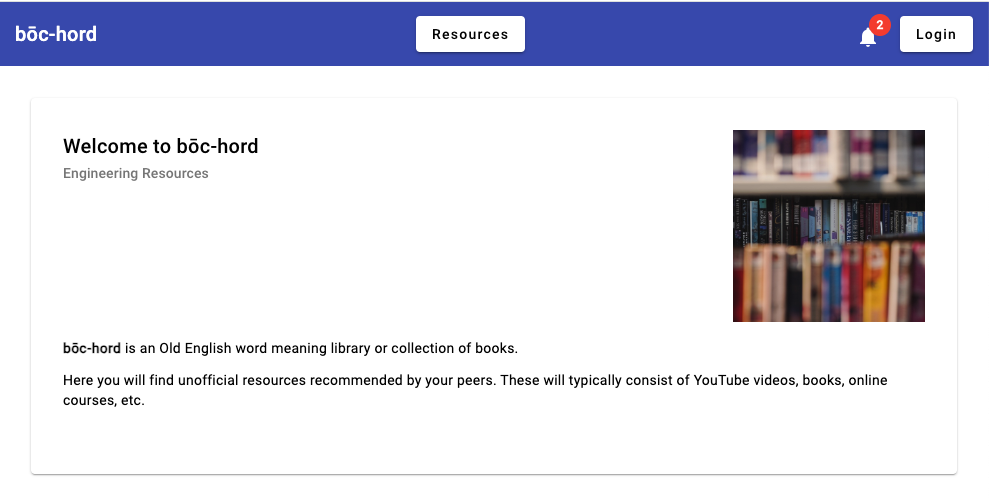 bōc-hord
Resources
2
Login
Welcome to bōc-hord
Engineering Resources
bōc-hord is an Old English word meaning library or collection of books.
Here you will find unofficial resources recommended by your peers. These will typically consist of YouTube videos, books, online
courses, etc.